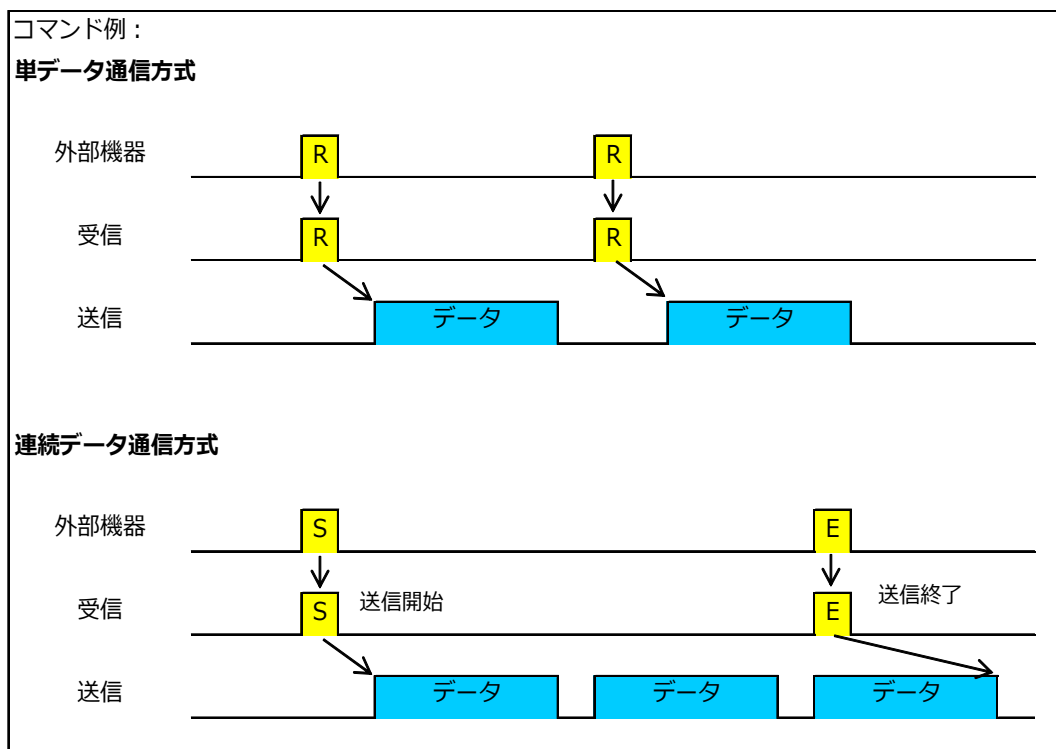 コマンド例：
単データ通信方式
外部機器 R R
受信 R R
送信 データ データ
連続データ通信方式
外部機器 S E
受信 S 送信開始 E 送信終了
送信 データ データ データ